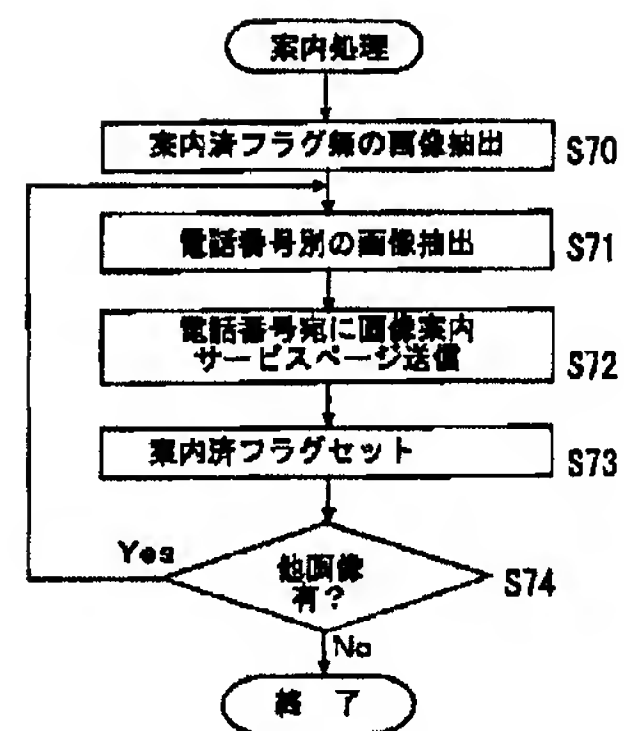 案内処理
案内済フラグ無の画像抽出
S70
電話番号別の画像抽出
S71
電話番号宛に画像案内
サービスページ送信
S72
案内済フラグセット
S73
Yes
他画像
有?
S74
No
終 了